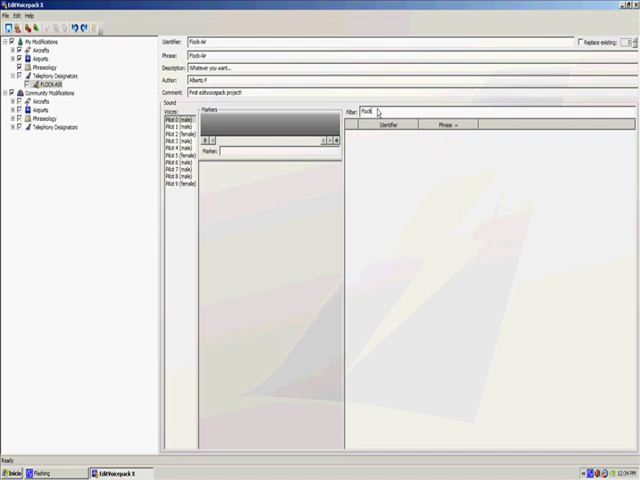 EditVoicepack X
File Edit Help
My Modifications
Aircrafts
Airports
Phraseology
Telephony Designators
FLOCK-AIR
Community Modifications
Aircrafts
Airports
Phraseology
Telephony Designators
Identifier: Flock-Air
Replace existing: 0
Phrase: Flock-Air
Description: Whatever you want...
Author: Alberto F
Comment: First editvoicepack project!
Sound
Voices:
Pilot 0 (male)
Pilot 1 (male)
Pilot 2 (female)
Pilot 3 (male)
Pilot 4 (male)
Pilot 5 (female)
Pilot 6 (male)
Pilot 7 (male)
Pilot 8 (male)
Pilot 9 (female)
Markers
Marker:
Filter: Flock
Identifier Phrase
Ready
Inicio Flashing EditVoicepack X 12:34 PM